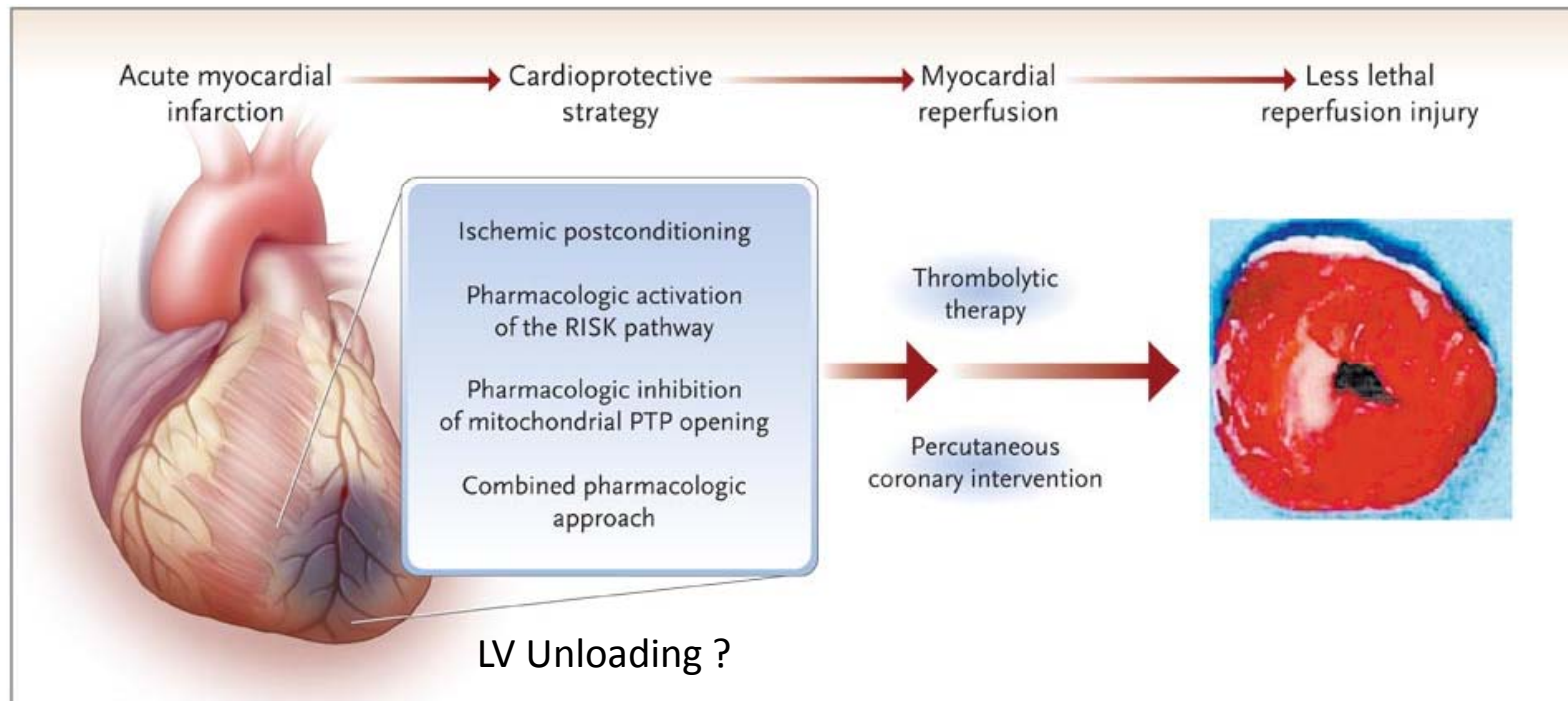 Acute myocardial
infarction
Cardioprotective
strategy
Myocardial
reperfusion
Less lethal
reperfusion injury
Ischemic postconditioning
Pharmacologic activation
of the RISK pathway
Pharmacologic inhibition
of mitochondrial PTP opening
Combined pharmacologic
approach
Thrombolytic
therapy
Percutaneous
coronary intervention
LV Unloading ?